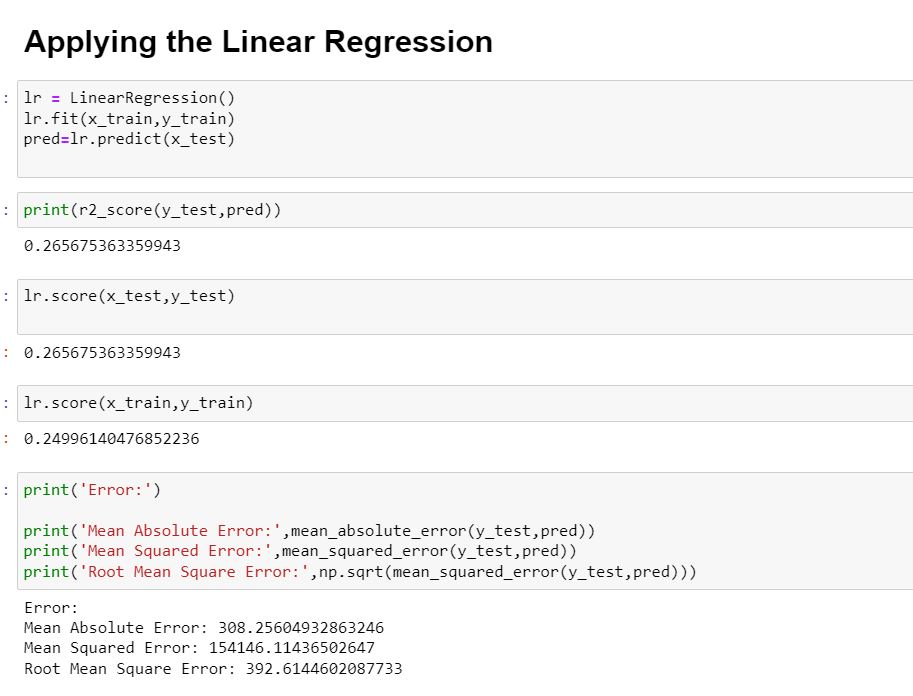 Applying the Linear Regression
: lr = LinearRegression()
lr.fit(x_train,y_train)
pred=lr.predict(x_test)
: print(r2_score(y_test,pred))
0.265675363359943
: lr.score(x_test,y_test)
: 0.265675363359943
: lr.score(x_train,y_train)
: 0.24996140476852236
: print('Error:')
print('Mean Absolute Error:',mean_absolute_error(y_test,pred))
print('Mean Squared Error:',mean_squared_error(y_test,pred))
print('Root Mean Square Error:',np.sqrt(mean_squared_error(y_test,pred)))
Error:
Mean Absolute Error: 308.25604932863246
Mean Squared Error: 154146.11436502647
Root Mean Square Error: 392.6144602087733